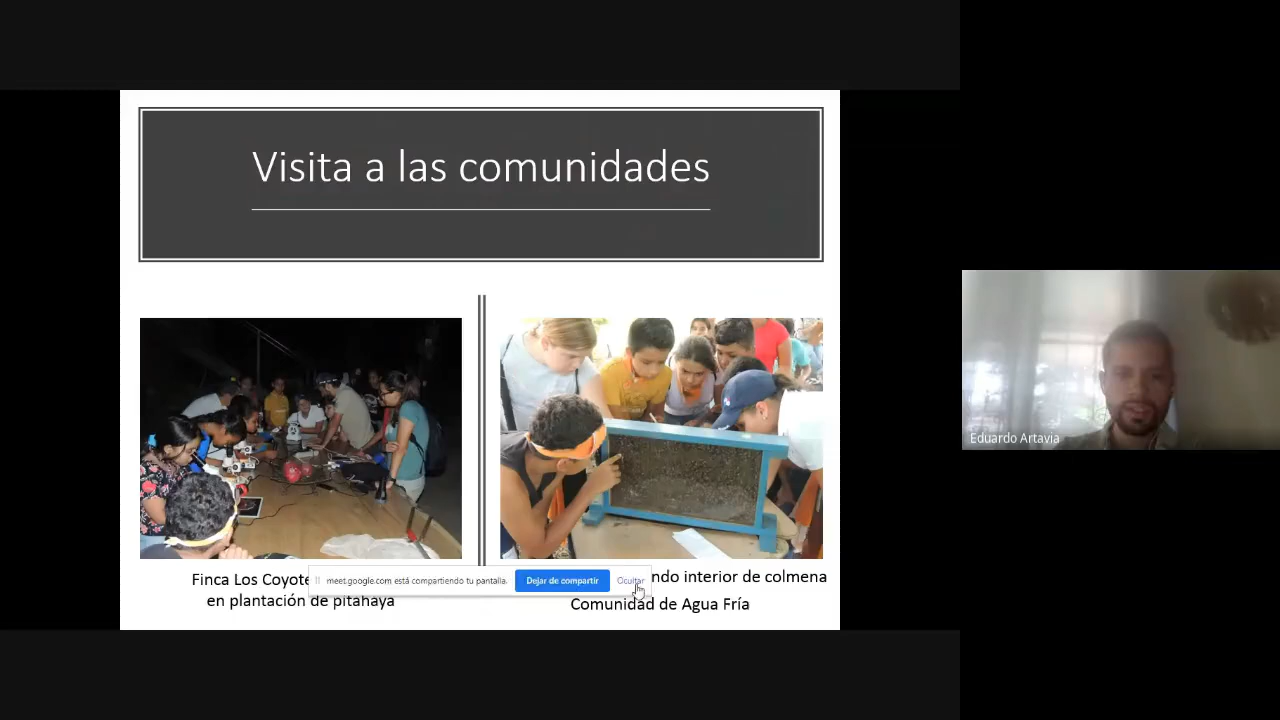 Visita a las comunidades
Finca Los Coyote
en plantación de pitahaya
meet.google.com está compartiendo tu pantalla.
Dejar de compartir
Ocultar
ndo interior de colmena
Comunidad de Agua Fría
Eduardo Artavia